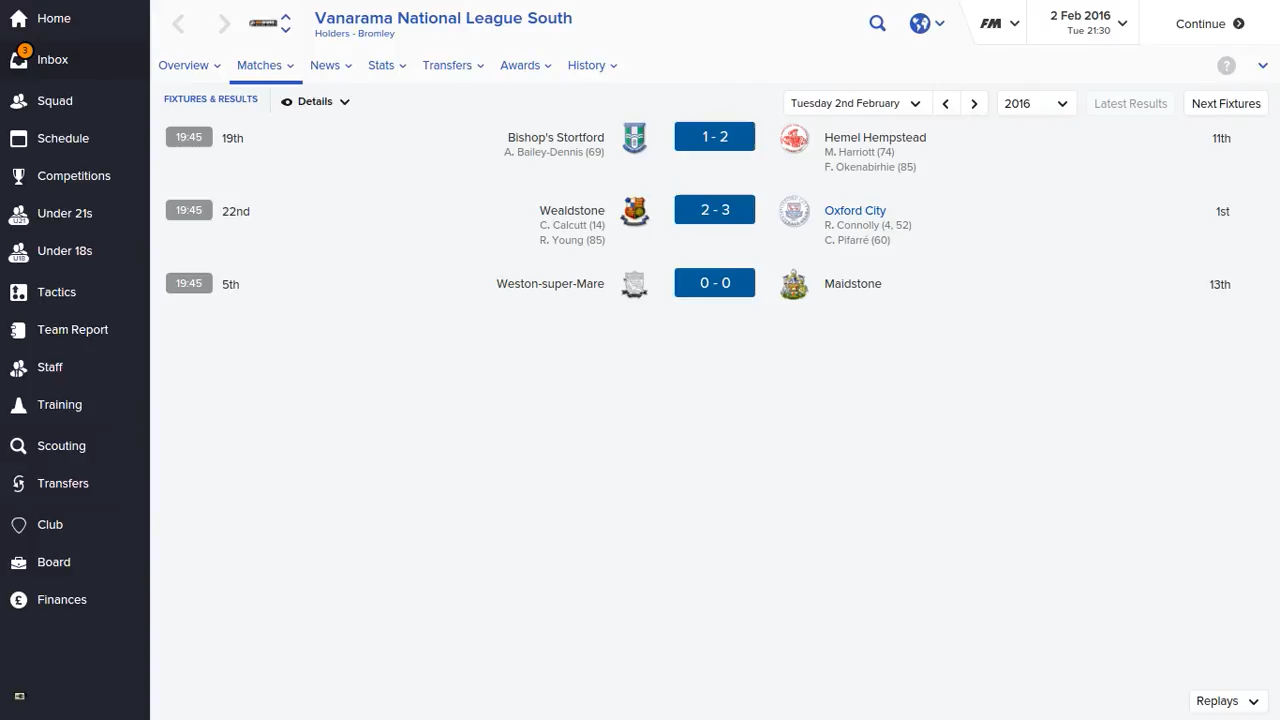 Home
Vanarama National League South
Holders - Bromley
FM
2 Feb 2016
Tue 21:30
Continue
3
Inbox
Overview
Matches
News
Stats
Transfers
Awards
History
?
Squad
FIXTURES & RESULTS
Details
Tuesday 2nd February
2016
Latest Results
Next Fixtures
Schedule
19:45
19th
Bishop's Stortford
1 - 2
Hemel Hempstead
11th
A. Bailey-Dennis (69)
M. Harriott (74)
F. Okenabirhie (85)
Competitions
Under 21s
U21
19:45
22nd
Wealdstone
2 - 3
Oxford City
1st
C. Calcutt (14)
R. Connolly (4, 52)
R. Young (85)
C. Pifarré (60)
Under 18s
U18
Tactics
19:45
5th
Weston-super-Mare
0 - 0
Maidstone
13th
Team Report
Staff
Training
Scouting
Transfers
Club
Board
Finances
Replays